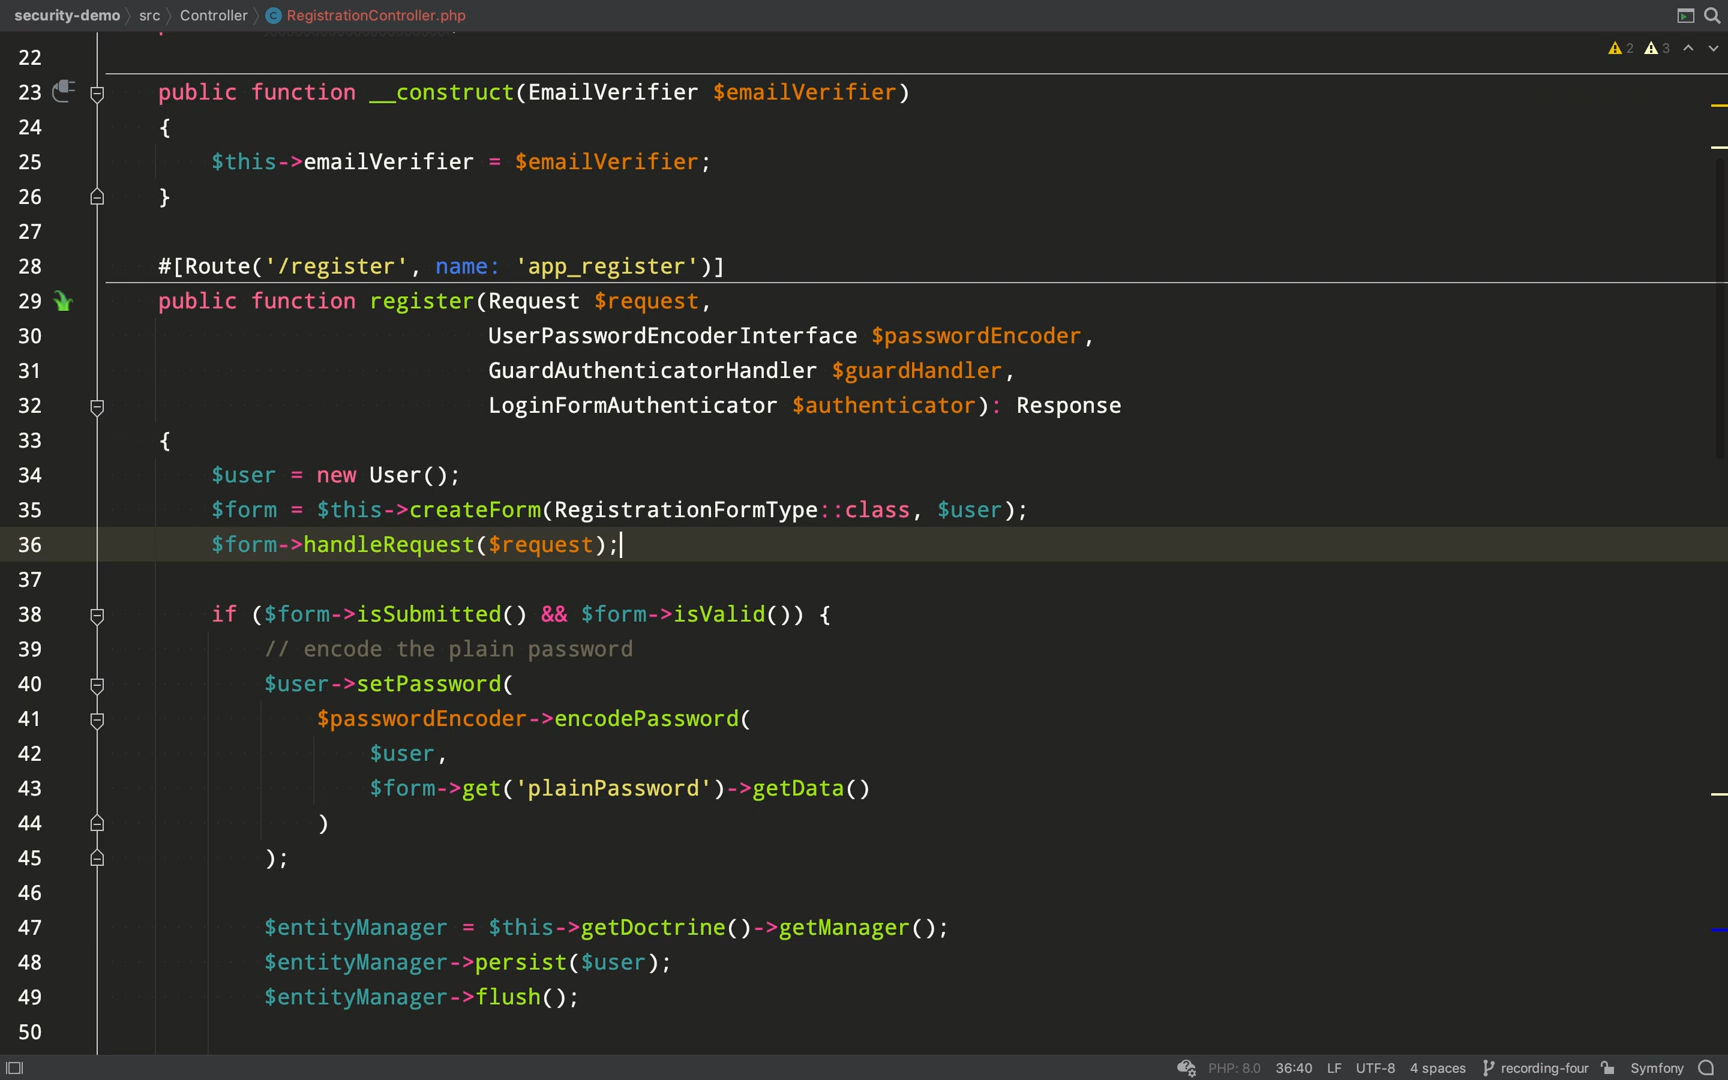 security-demo src Controller RegistrationController.php
2 3
22
23 public function __construct(EmailVerifier $emailVerifier)
24 {
25 $this->emailVerifier = $emailVerifier;
26 }
27
28 #[Route('/register', name: 'app_register')]
29 public function register(Request $request,
30 UserPasswordEncoderInterface $passwordEncoder,
31 GuardAuthenticatorHandler $guardHandler,
32 LoginFormAuthenticator $authenticator): Response
33 {
34 $user = new User();
35 $form = $this->createForm(RegistrationFormType::class, $user);
36 $form->handleRequest($request);
37
38 if ($form->isSubmitted() && $form->isValid()) {
39 // encode the plain password
40 $user->setPassword(
41 $passwordEncoder->encodePassword(
42 $user,
43 $form->get('plainPassword')->getData()
44 )
45 );
46
47 $entityManager = $this->getDoctrine()->getManager();
48 $entityManager->persist($user);
49 $entityManager->flush();
50
PHP: 8.0 36:40 LF UTF-8 4 spaces recording-four Symfony